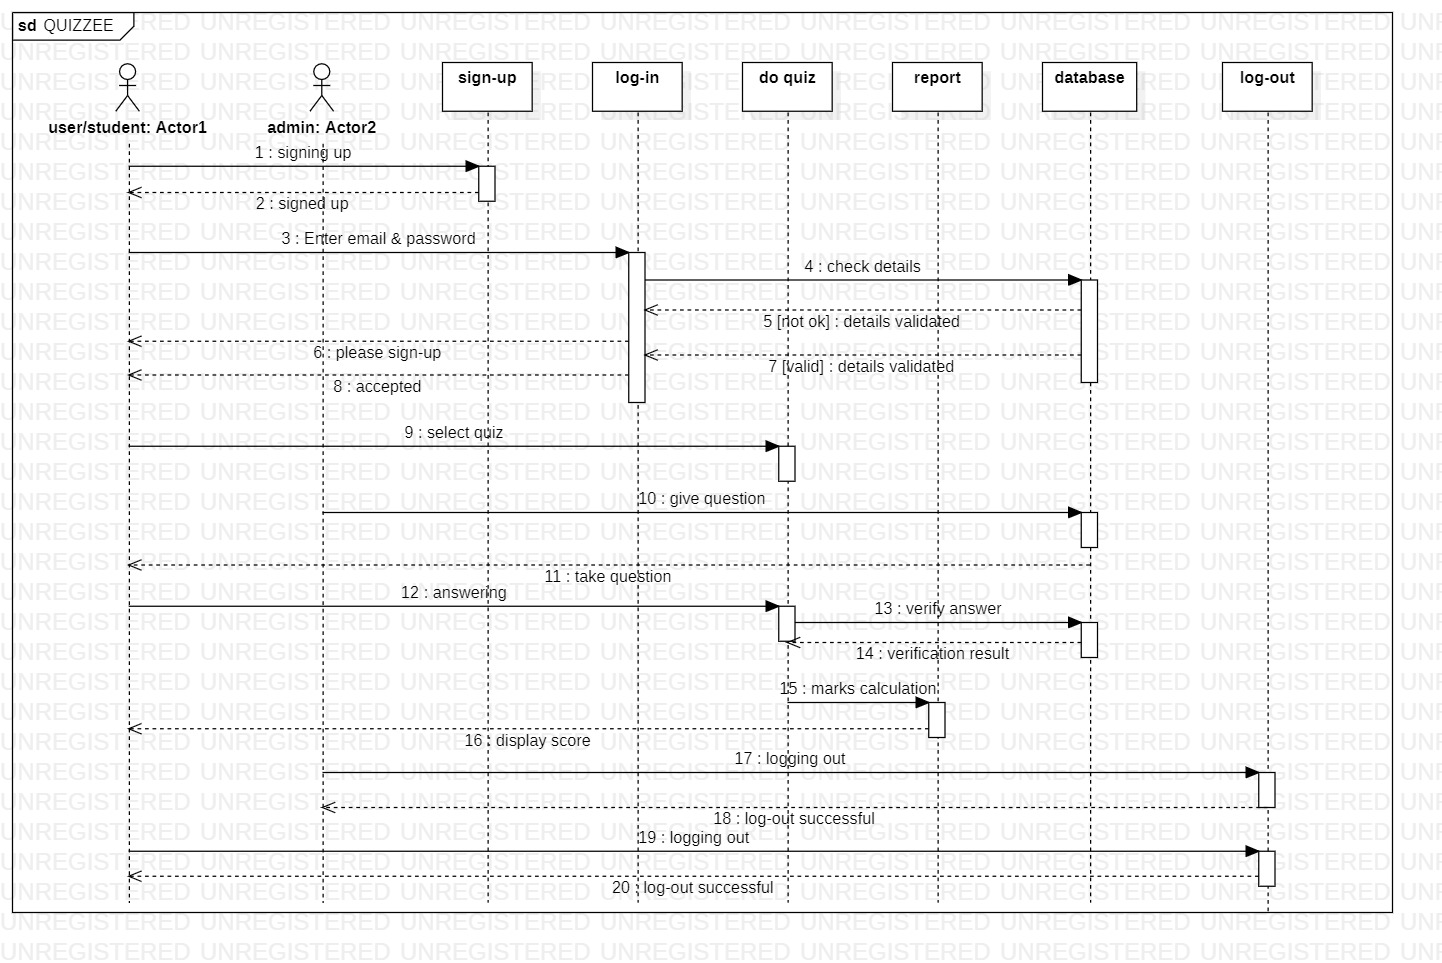 sd QUIZZEE
user/student: Actor1
admin: Actor2
sign-up
log-in
do quiz
report
database
log-out
1 : signing up
2 : signed up
3 : Enter email & password
4 : check details
5 [not ok] : details validated
6 : please sign-up
7 [valid] : details validated
8 : accepted
9 : select quiz
10 : give question
11 : take question
12 : answering
13 : verify answer
14 : verification result
15 : marks calculation
16 : display score
17 : logging out
18 : log-out successful
19 : logging out
20 : log-out successful
UNREGISTERED